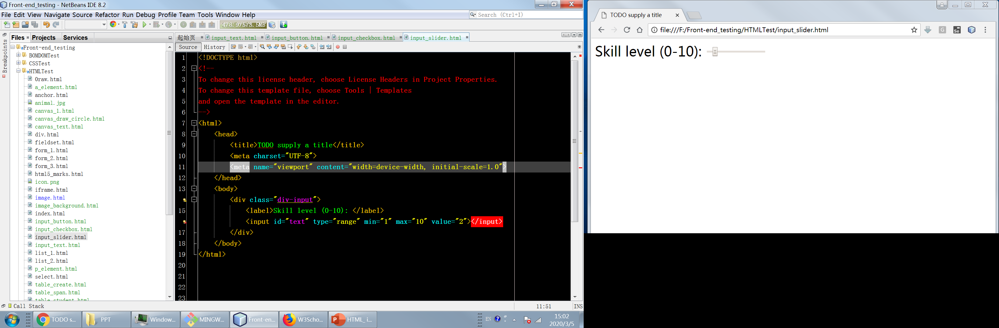 Front-end_testing - NetBeans IDE 8.2
File Edit View Navigate Source Refactor Run Debug Profile Team Tools Window Help
Search (Ctrl+I)
478.9/573.5MB
Breakpoints
Files Projects Services
Front-end_testing
BOMDOMTest
CSSTest
HTMLTest
0raw.html
a_element.html
anchor.html
animal.jpg
canvas_1.html
canvas_draw_circle.html
canvas_text.html
div.html
fieldset.html
form_1.html
form_2.html
form_3.html
html5_marks.html
icon.png
iframe.html
image.html
image_background.html
index.html
input_button.html
input_checkbox.html
input_slider.html
input_text.html
list_1.html
list_2.html
p_element.html
select.html
table_create.html
table_span.html
table_student.html
起始页 input_text.html input_button.html input_checkbox.html input_slider.html
Source History
1 <!DOCTYPE html>
2 <!--
3 To change this license header, choose License Headers in Project Properties.
4 To change this template file, choose Tools | Templates
5 and open the template in the editor.
6 -->
7 <html>
8 <head>
9 <title>TODO supply a title</title>
10 <meta charset="UTF-8">
11 <meta name="viewport" content="width=device-width, initial-scale=1.0">
12 </head>
13 <body>
<div class="div-input">
15 <label>Skill level (0-10): </label>
<input id="text" type="range" min="1" max="10" value="2"></input>
17 </div>
18 </body>
19 </html>
20
21
22
23
Call Stack
11:51 INS
TODO s... PPT Window... MINGW... Front-en... W3Scho... HTML_ i...
EN
15:02
2020/3/5
TODO supply a title
file:///F:/Front-end_testing/HTMLTest/input_slider.html
G Se
Skill level (0-10):